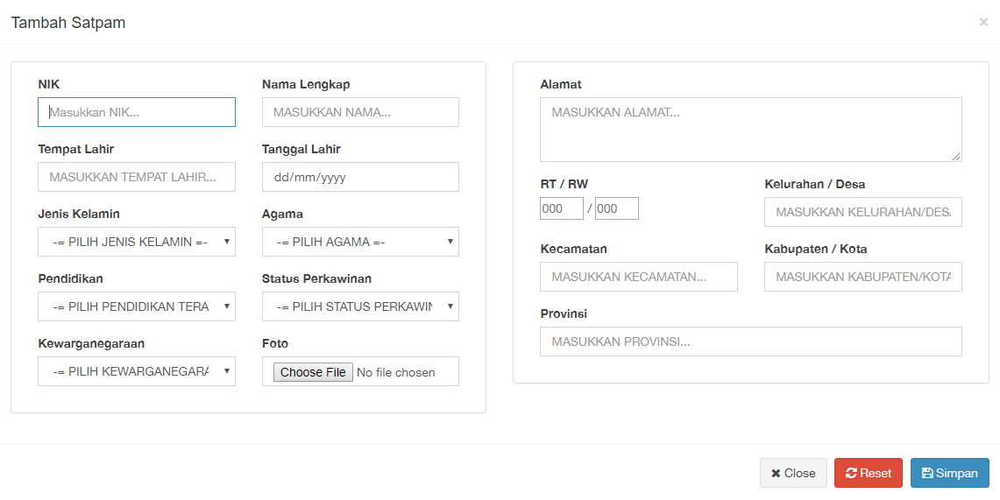 Tambah Satpam ×
NIK Nama Lengkap
Masukkan NIK... MASUKKAN NAMA...
Tempat Lahir Tanggal Lahir
MASUKKAN TEMPAT LAHIR... dd/mm/yyyy
Jenis Kelamin Agama
-= PILIH JENIS KELAMIN =- -= PILIH AGAMA =-
Pendidikan Status Perkawinan
-= PILIH PENDIDIKAN TERA -= PILIH STATUS PERKAWIN
Kewarganegaraan Foto
-= PILIH KEWARGANEGARA Choose File No file chosen
Alamat
MASUKKAN ALAMAT...
RT / RW Kelurahan / Desa
000 / 000 MASUKKAN KELURAHAN/DESA
Kecamatan Kabupaten / Kota
MASUKKAN KECAMATAN... MASUKKAN KABUPATEN/KOTA
Provinsi
MASUKKAN PROVINSI...
Close Reset Simpan